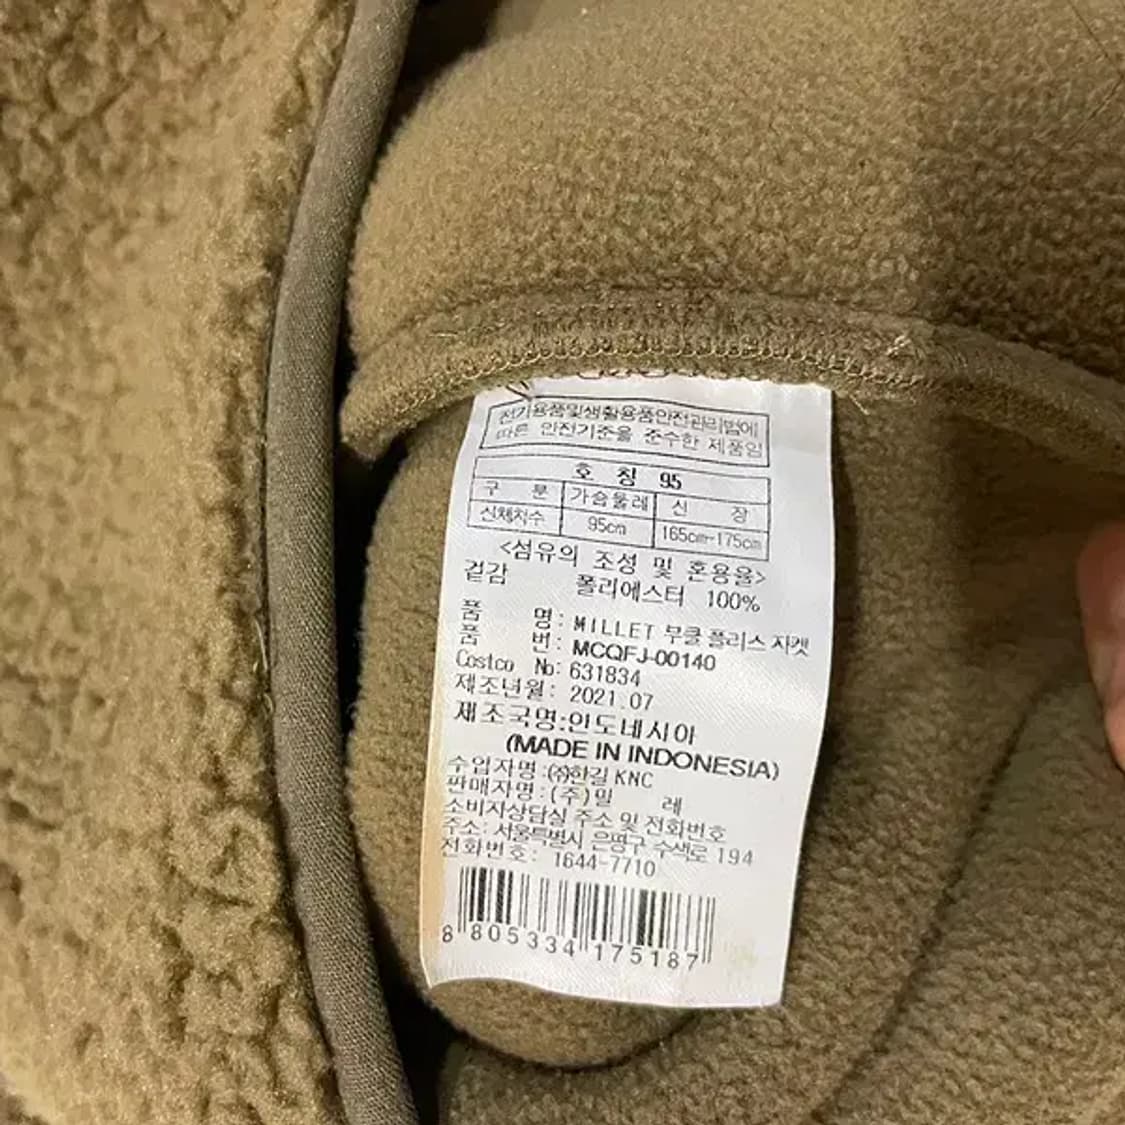 전기용품및생활용품안전관리법에
따른 안전기준을 준수한 제품임
호 칭 95
구 분 가슴둘레 신 장
신체치수 95cm 165cm-175cm
<섬유의 조성 및 혼용율>
겉감 폴리에스터 100%
품 명: MILLET 부클 플리스 자켓
품 번: MCQFJ-00140
Costco No: 631834
제조년월: 2021.07
제조국명:인도네시아
(MADE IN INDONESIA)
수입자명:㈜한길 KNC
판매자명:(주)밀 레
소비자상담실 주소 및 전화번호
주소: 서울특별시 은평구 수색로 194
전화번호: 1644-7710
8 805334 175187